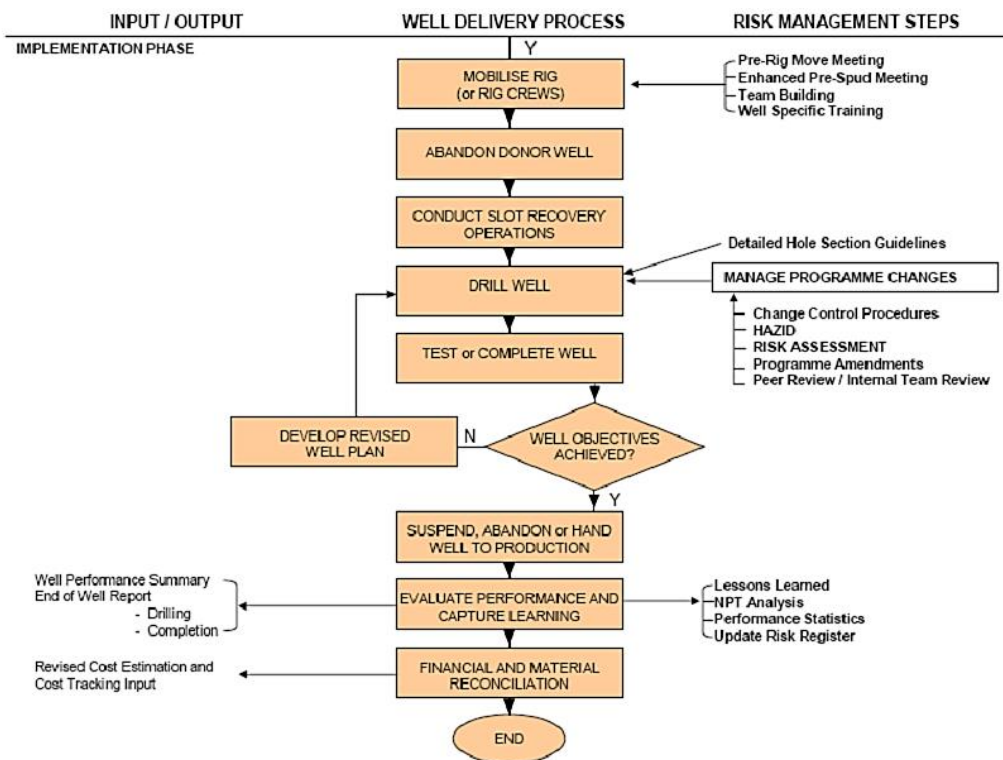 INPUT / OUTPUT
WELL DELIVERY PROCESS
RISK MANAGEMENT STEPS
IMPLEMENTATION PHASE
Y
MOBILISE RIG
(or RIG CREWS)
Pre-Rig Move Meeting
Enhanced Pre-Spud Meeting
Team Building
Well Specific Training
ABANDON DONOR WELL
CONDUCT SLOT RECOVERY
OPERATIONS
Detailed Hole Section Guidelines
DRILL WELL
MANAGE PROGRAMME CHANGES
Change Control Procedures
HAZID
RISK ASSESSMENT
Programme Amendments
Peer Review / Internal Team Review
TEST or COMPLETE WELL
DEVELOP REVISED
WELL PLAN
N
WELL OBJECTIVES
ACHIEVED?
Y
SUSPEND, ABANDON or HAND
WELL TO PRODUCTION
Well Performance Summary
End of Well Report
- Drilling
- Completion
EVALUATE PERFORMANCE AND
CAPTURE LEARNING
Lessons Learned
NPT Analysis
Performance Statistics
Update Risk Register
Revised Cost Estimation and
Cost Tracking Input
FINANCIAL AND MATERIAL
RECONCILIATION
END